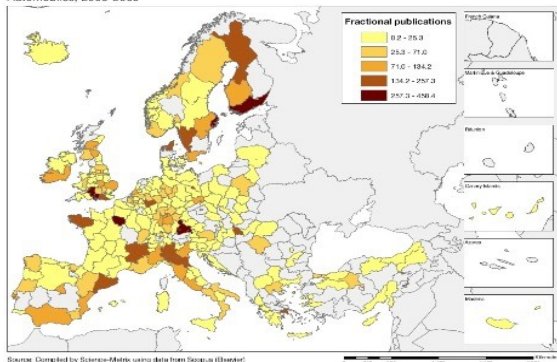 Fractional publications
0.2 - 25.3
25.3 - 71.0
71.0 - 134.2
134.2 - 257.3
257.3 - 458.4
French Guiana
Martinique & Guadeloupe
Réunion
Canary Islands
Azores
Madeira
Source: Compiled by Science-Metrix using data from Scopus (Elsevier)